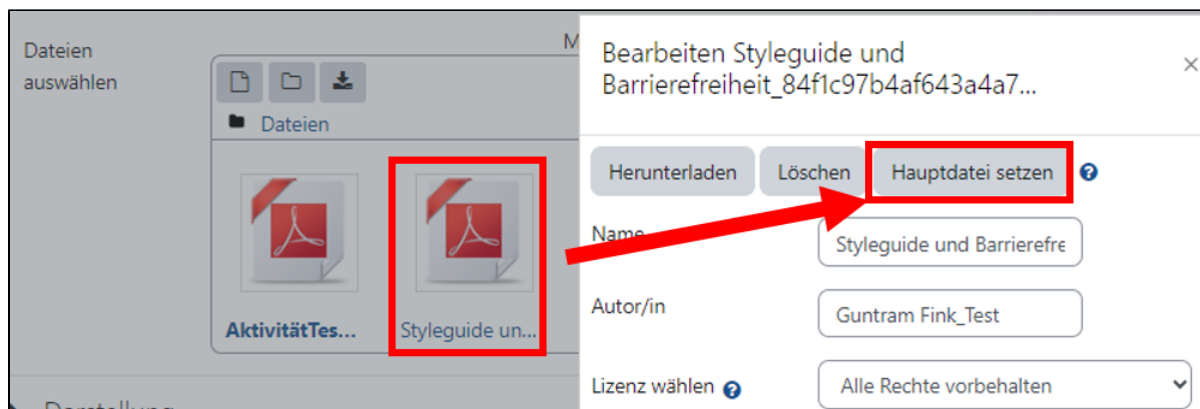 Dateien
auswählen
M
Dateien
AktivitätTes...
Styleguide un...
Bearbeiten Styleguide und
Barrierefreiheit_84f1c97b4af643a4a7...
×
Herunterladen Löschen Hauptdatei setzen ?
Name
Styleguide und Barrierefre
Autor/in
Guntram Fink_Test
Lizenz wählen ?
Alle Rechte vorbehalten
Darstellung